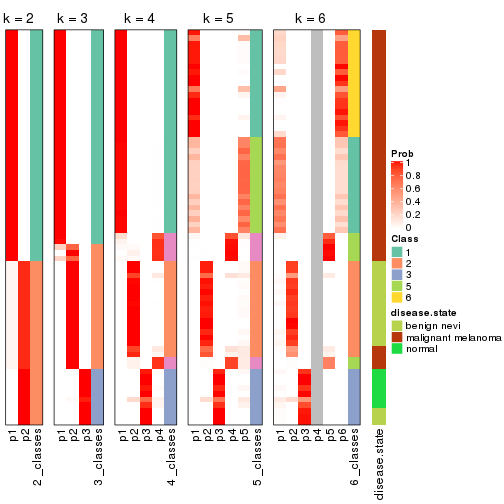 k = 2 k = 3 k = 4 k = 5 k = 6
Prob
1
0.8
0.6
0.4
0.2
0
Class
1
2
3
5
6
disease.state
benign nevi
malignant melanoma
normal
p1 p2 2_classes p1 p2 p3 3_classes p1 p2 p3 p4 4_classes p1 p2 p3 p4 p5 5_classes p1 p2 p3 p4 p5 p6 6_classes disease.state